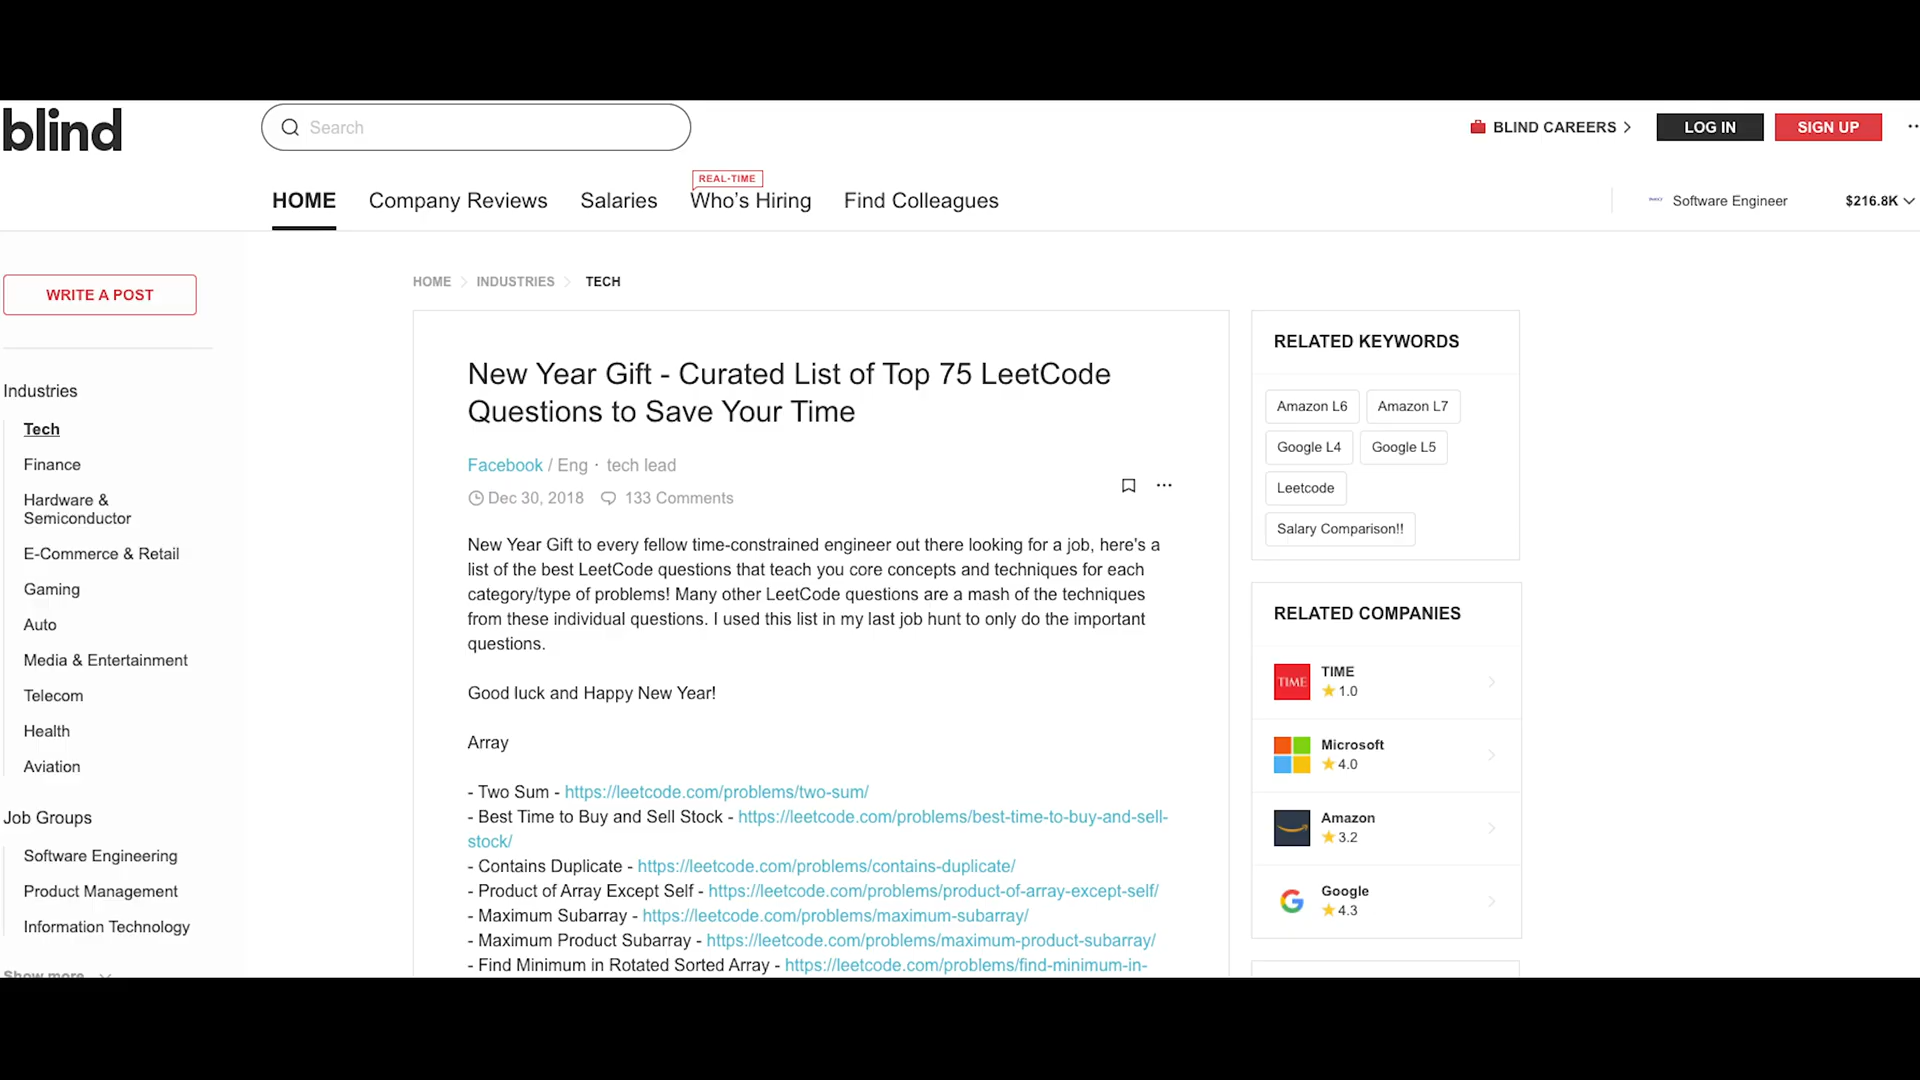 blind
Search
BLIND CAREERS
LOG IN
SIGN UP
HOME
Company Reviews
Salaries
REAL-TIME
Who's Hiring
Find Colleagues
Software Engineer
$216.8K
WRITE A POST
Industries
Tech
Finance
Hardware &
Semiconductor
E-Commerce & Retail
Gaming
Auto
Media & Entertainment
Telecom
Health
Aviation
Job Groups
Software Engineering
Product Management
Information Technology
Show more
HOME > INDUSTRIES > TECH
New Year Gift - Curated List of Top 75 LeetCode
Questions to Save Your Time
Facebook / Eng · tech lead
Dec 30, 2018 133 Comments
New Year Gift to every fellow time-constrained engineer out there looking for a job, here's a
list of the best LeetCode questions that teach you core concepts and techniques for each
category/type of problems! Many other LeetCode questions are a mash of the techniques
from these individual questions. I used this list in my last job hunt to only do the important
questions.
Good luck and Happy New Year!
Array
- Two Sum - https://leetcode.com/problems/two-sum/
- Best Time to Buy and Sell Stock - https://leetcode.com/problems/best-time-to-buy-and-sell-
stock/
- Contains Duplicate - https://leetcode.com/problems/contains-duplicate/
- Product of Array Except Self - https://leetcode.com/problems/product-of-array-except-self/
- Maximum Subarray - https://leetcode.com/problems/maximum-subarray/
- Maximum Product Subarray - https://leetcode.com/problems/maximum-product-subarray/
- Find Minimum in Rotated Sorted Array - https://leetcode.com/problems/find-minimum-in-
RELATED KEYWORDS
Amazon L6
Amazon L7
Google L4
Google L5
Leetcode
Salary Comparison!!
RELATED COMPANIES
TIME
TIME
1.0
Microsoft
4.0
Amazon
3.2
Google
4.3